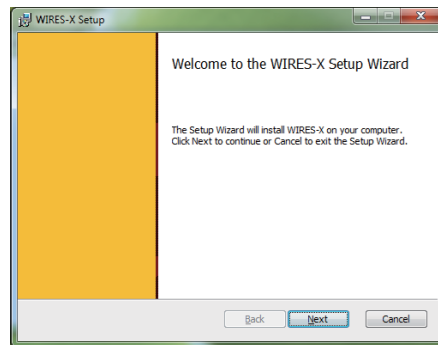 WIRES-X Setup
Welcome to the WIRES-X Setup Wizard
The Setup Wizard will install WIRES-X on your computer.
Click Next to continue or Cancel to exit the Setup Wizard.
Back Next Cancel